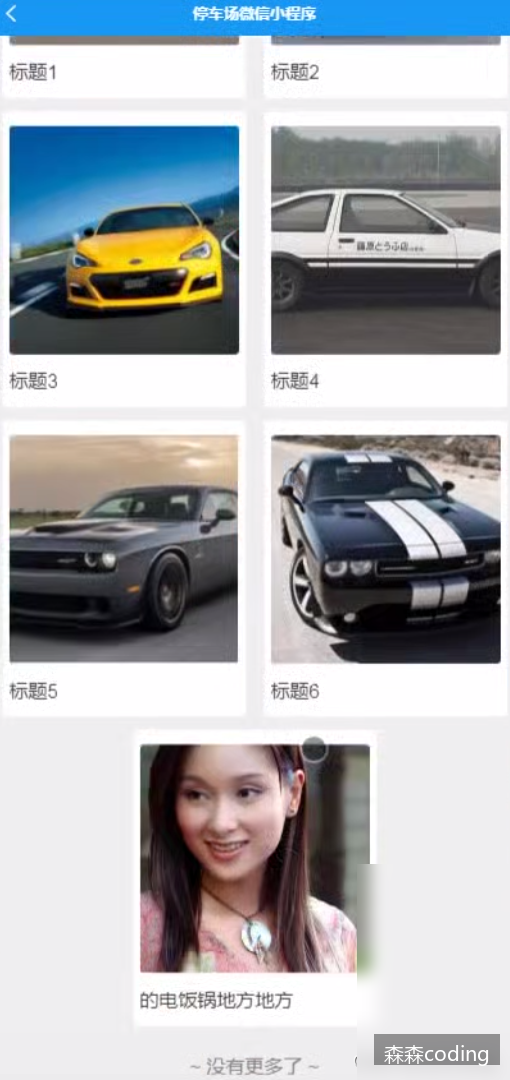 停车场微信小程序
标题1
标题2
藤原とうふ店
标题3
标题4
标题5
标题6
的电饭锅地方地方
~ 没有更多了 ~
森森coding